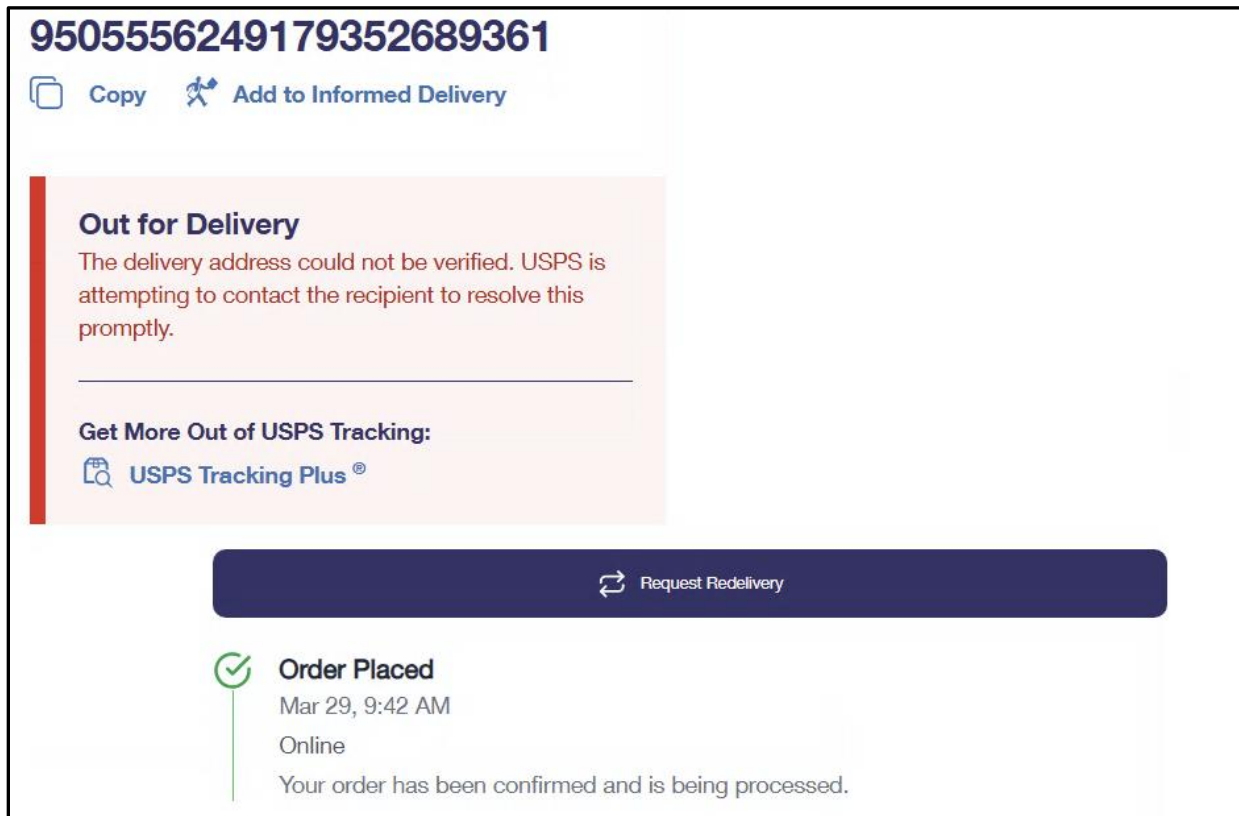 9505556249179352689361
Copy Add to Informed Delivery
Out for Delivery
The delivery address could not be verified. USPS is
attempting to contact the recipient to resolve this
promptly.
Get More Out of USPS Tracking:
USPS Tracking Plus ®
Request Redelivery
Order Placed
Mar 29, 9:42 AM
Online
Your order has been confirmed and is being processed.